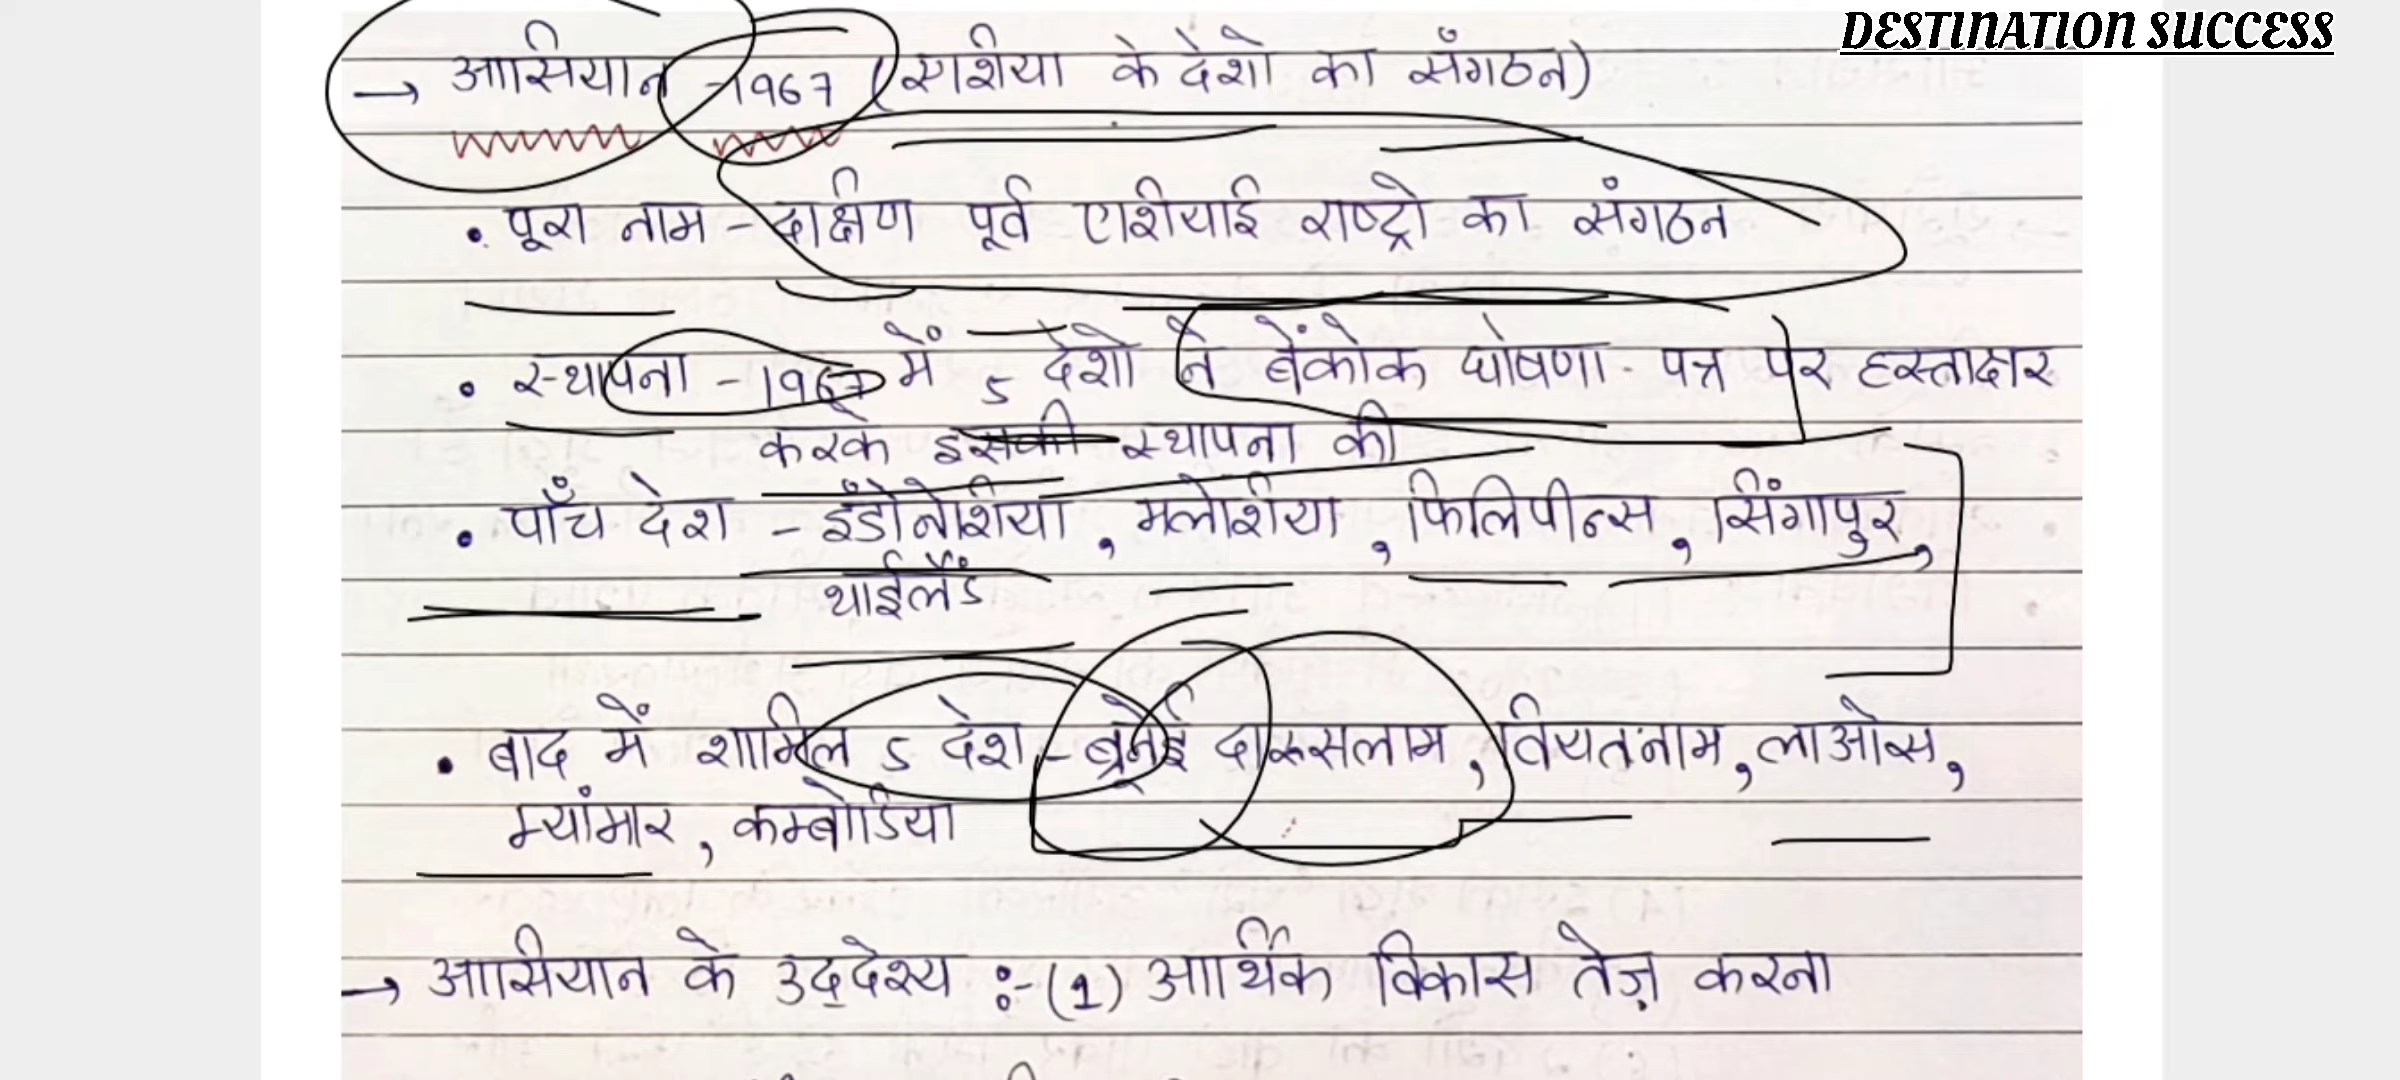 DESTINATION SUCCESS
→ आसियान -1967 (एशिया के देशो का संगठन)
• पूरा नाम - दक्षिण पूर्व एशियाई राष्ट्रो का संगठन
• स्थापना - 1967 में 5 देशो ने बेंकोक घोषणा - पत्र पर हस्ताक्षर
करके इसकी स्थापना की
• पाँच देश - इंडोनेशिया, मलेशिया, फिलिपीन्स, सिंगापुर,
थाईलैंड
• बाद में शामिल 5 देश - ब्रूनेई दारूसलाम, वियतनाम, लाओस,
म्यांमार, कम्बोडिया
→ आसियान के उद्देश्य :- (1) आर्थिक विकास तेज़ करना